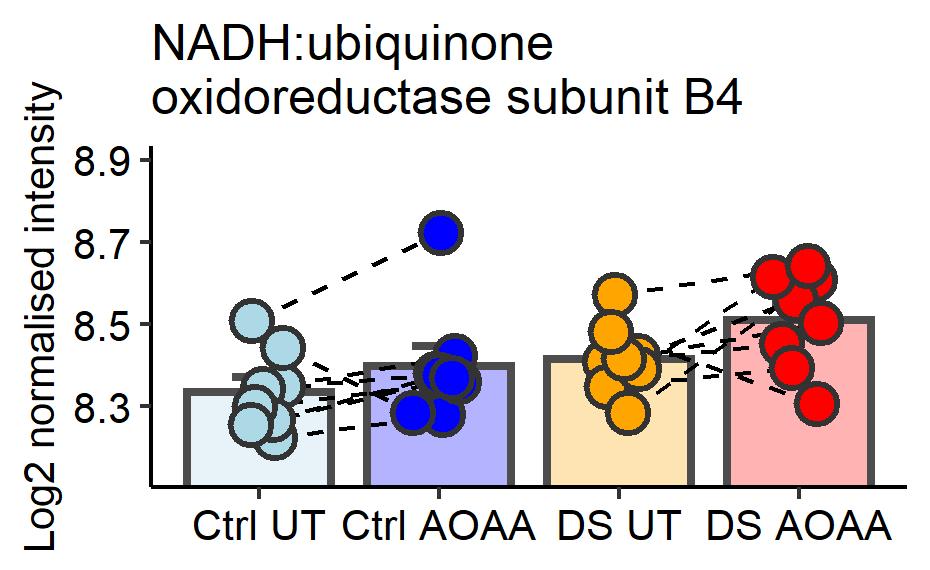 NADH:ubiquinone
oxidoreductase subunit B4
Log2 normalised intensity
8.9
8.7
8.5
8.3
Ctrl UT
Ctrl AOAA
DS UT
DS AOAA